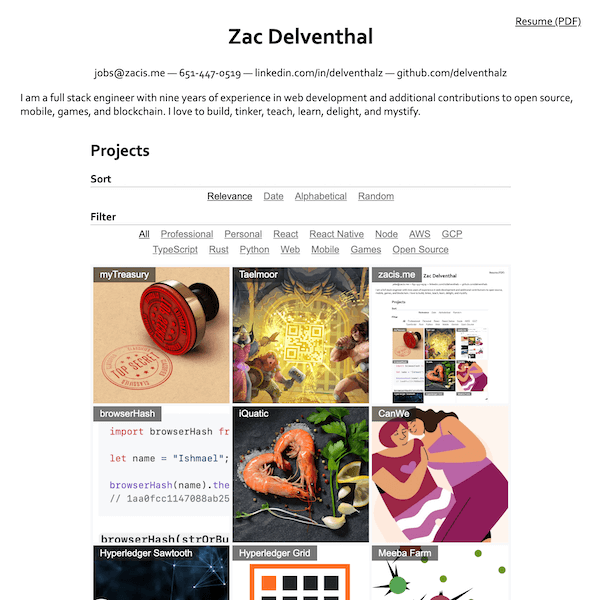 Resume (PDF)
Zac Delventhal
jobs@zacis.me — 651-447-0519 — linkedin.com/in/delventhalz — github.com/delventhalz
I am a full stack engineer with nine years of experience in web development and additional contributions to open source,
mobile, games, and blockchain. I love to build, tinker, teach, learn, delight, and mystify.
Projects
Sort
Relevance Date Alphabetical Random
Filter
All Professional Personal React React Native Node AWS GCP
TypeScript Rust Python Web Mobile Games Open Source
myTreasury
TOP SECRET
CLASSIFIED
Taelmoor
zacis.me
Zac Delventhal
Projects
browserHash
import browserHash fr
let name = "Ishmael";
browserHash(name).the
// 1aa0fcc1147088ab25
browserHash(strOrBu
iQuatic
CanWe
Hyperledger Sawtooth
Hyperledger Grid
Meeba Farm